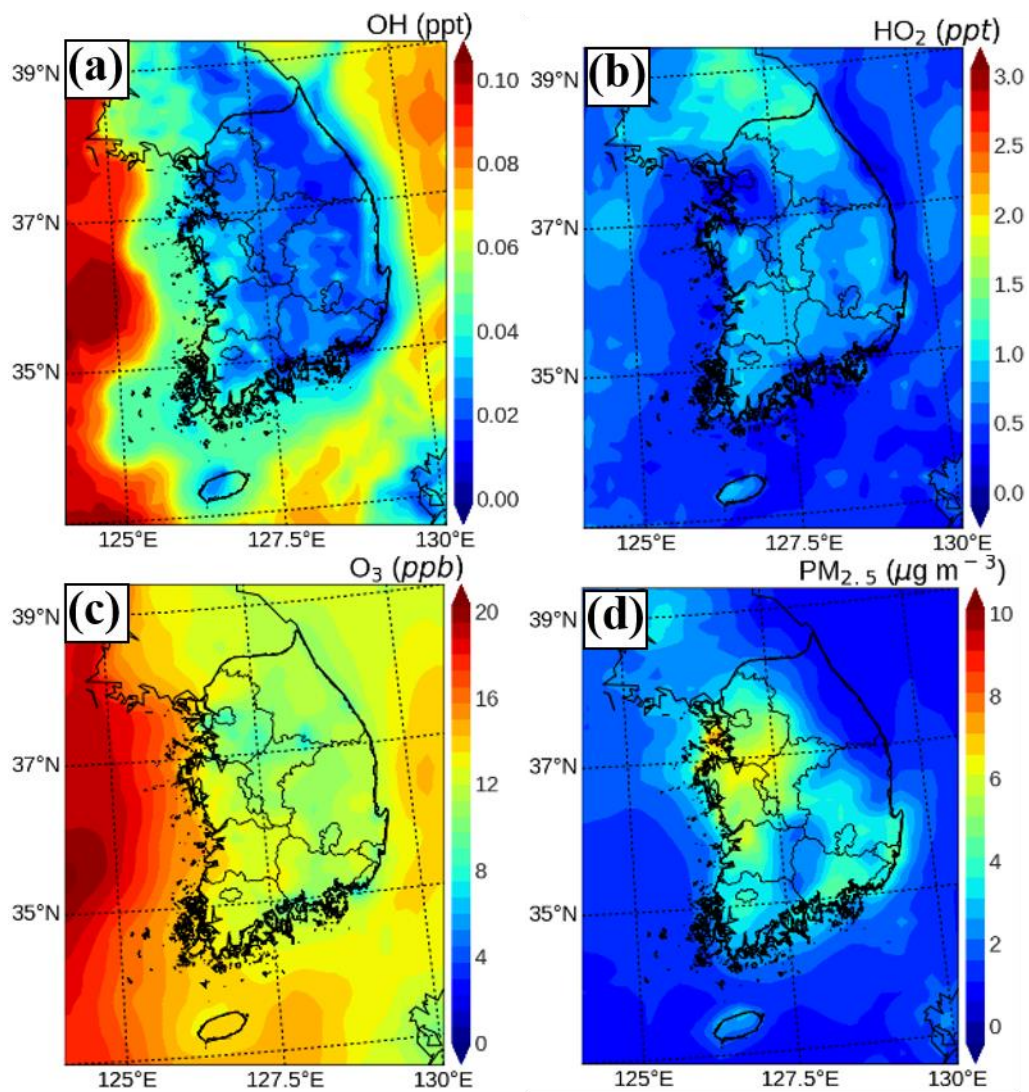 OH (ppt)
(a)
39°N
37°N
35°N
125°E 127.5°E 130°E
0.10
0.08
0.06
0.04
0.02
0.00
HO₂ (ppt)
(b)
39°N
37°N
35°N
125°E 127.5°E 130°E
3.0
2.5
2.0
1.5
1.0
0.5
0.0
O₃ (ppb)
(c)
39°N
37°N
35°N
125°E 127.5°E 130°E
20
16
12
8
4
0
PM₂.₅ (μg m⁻³)
(d)
39°N
37°N
35°N
125°E 127.5°E 130°E
10
8
6
4
2
0